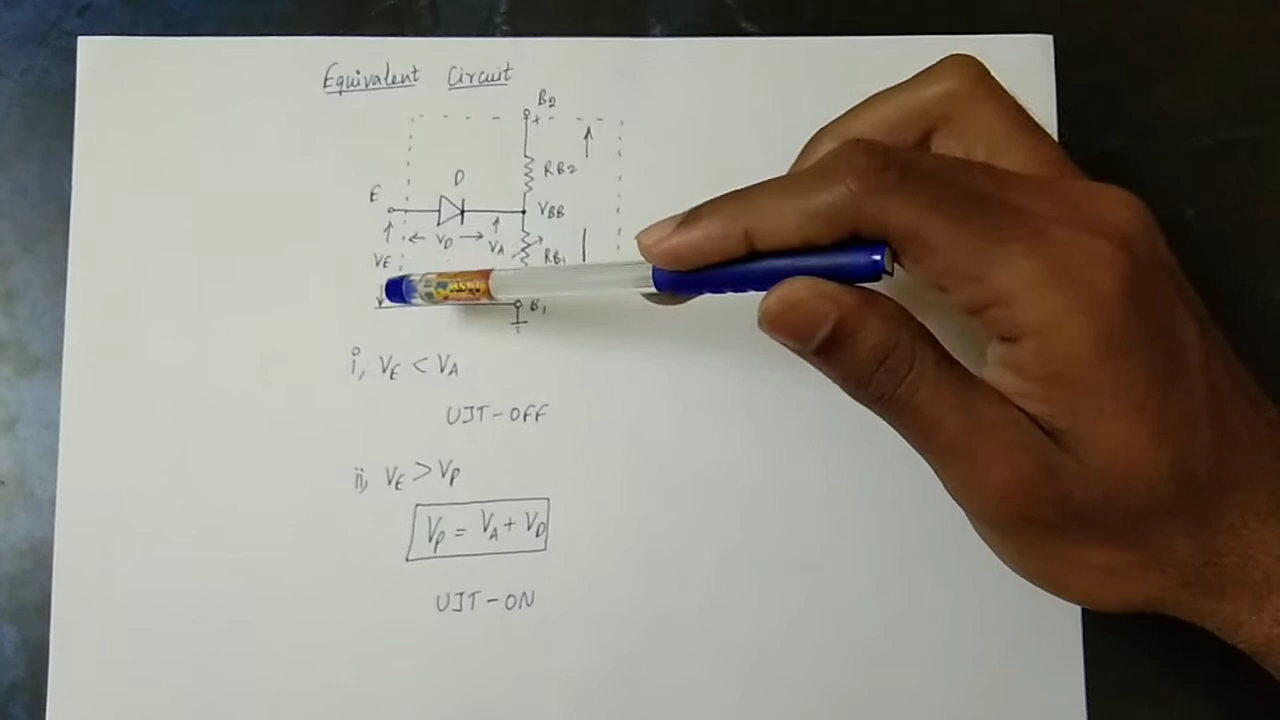 Equivalent Circuit
B2
+
RB2
D
E
VBB
VD
VA
RB1
VE
B1
i, VE < VA
UJT-OFF
ii, VE > VP
VP = VA + VD
UJT-ON